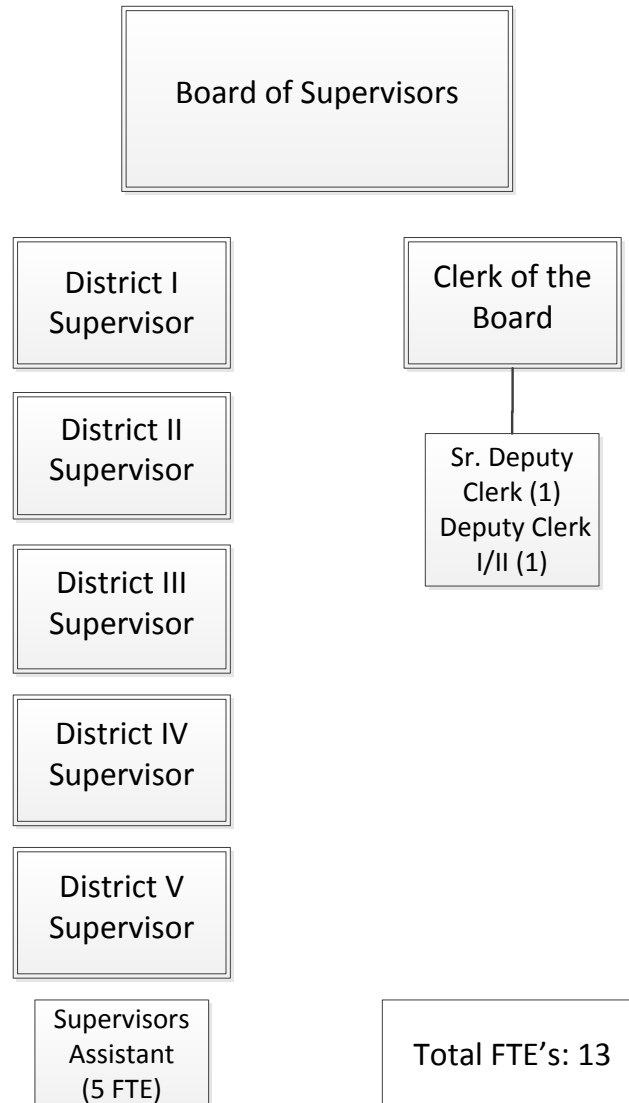 Board of Supervisors
District I
Supervisor
District II
Supervisor
District III
Supervisor
District IV
Supervisor
District V
Supervisor
Supervisors
Assistant
(5 FTE)
Clerk of the
Board
Sr. Deputy
Clerk (1)
Deputy Clerk
I/II (1)
Total FTE’s: 13